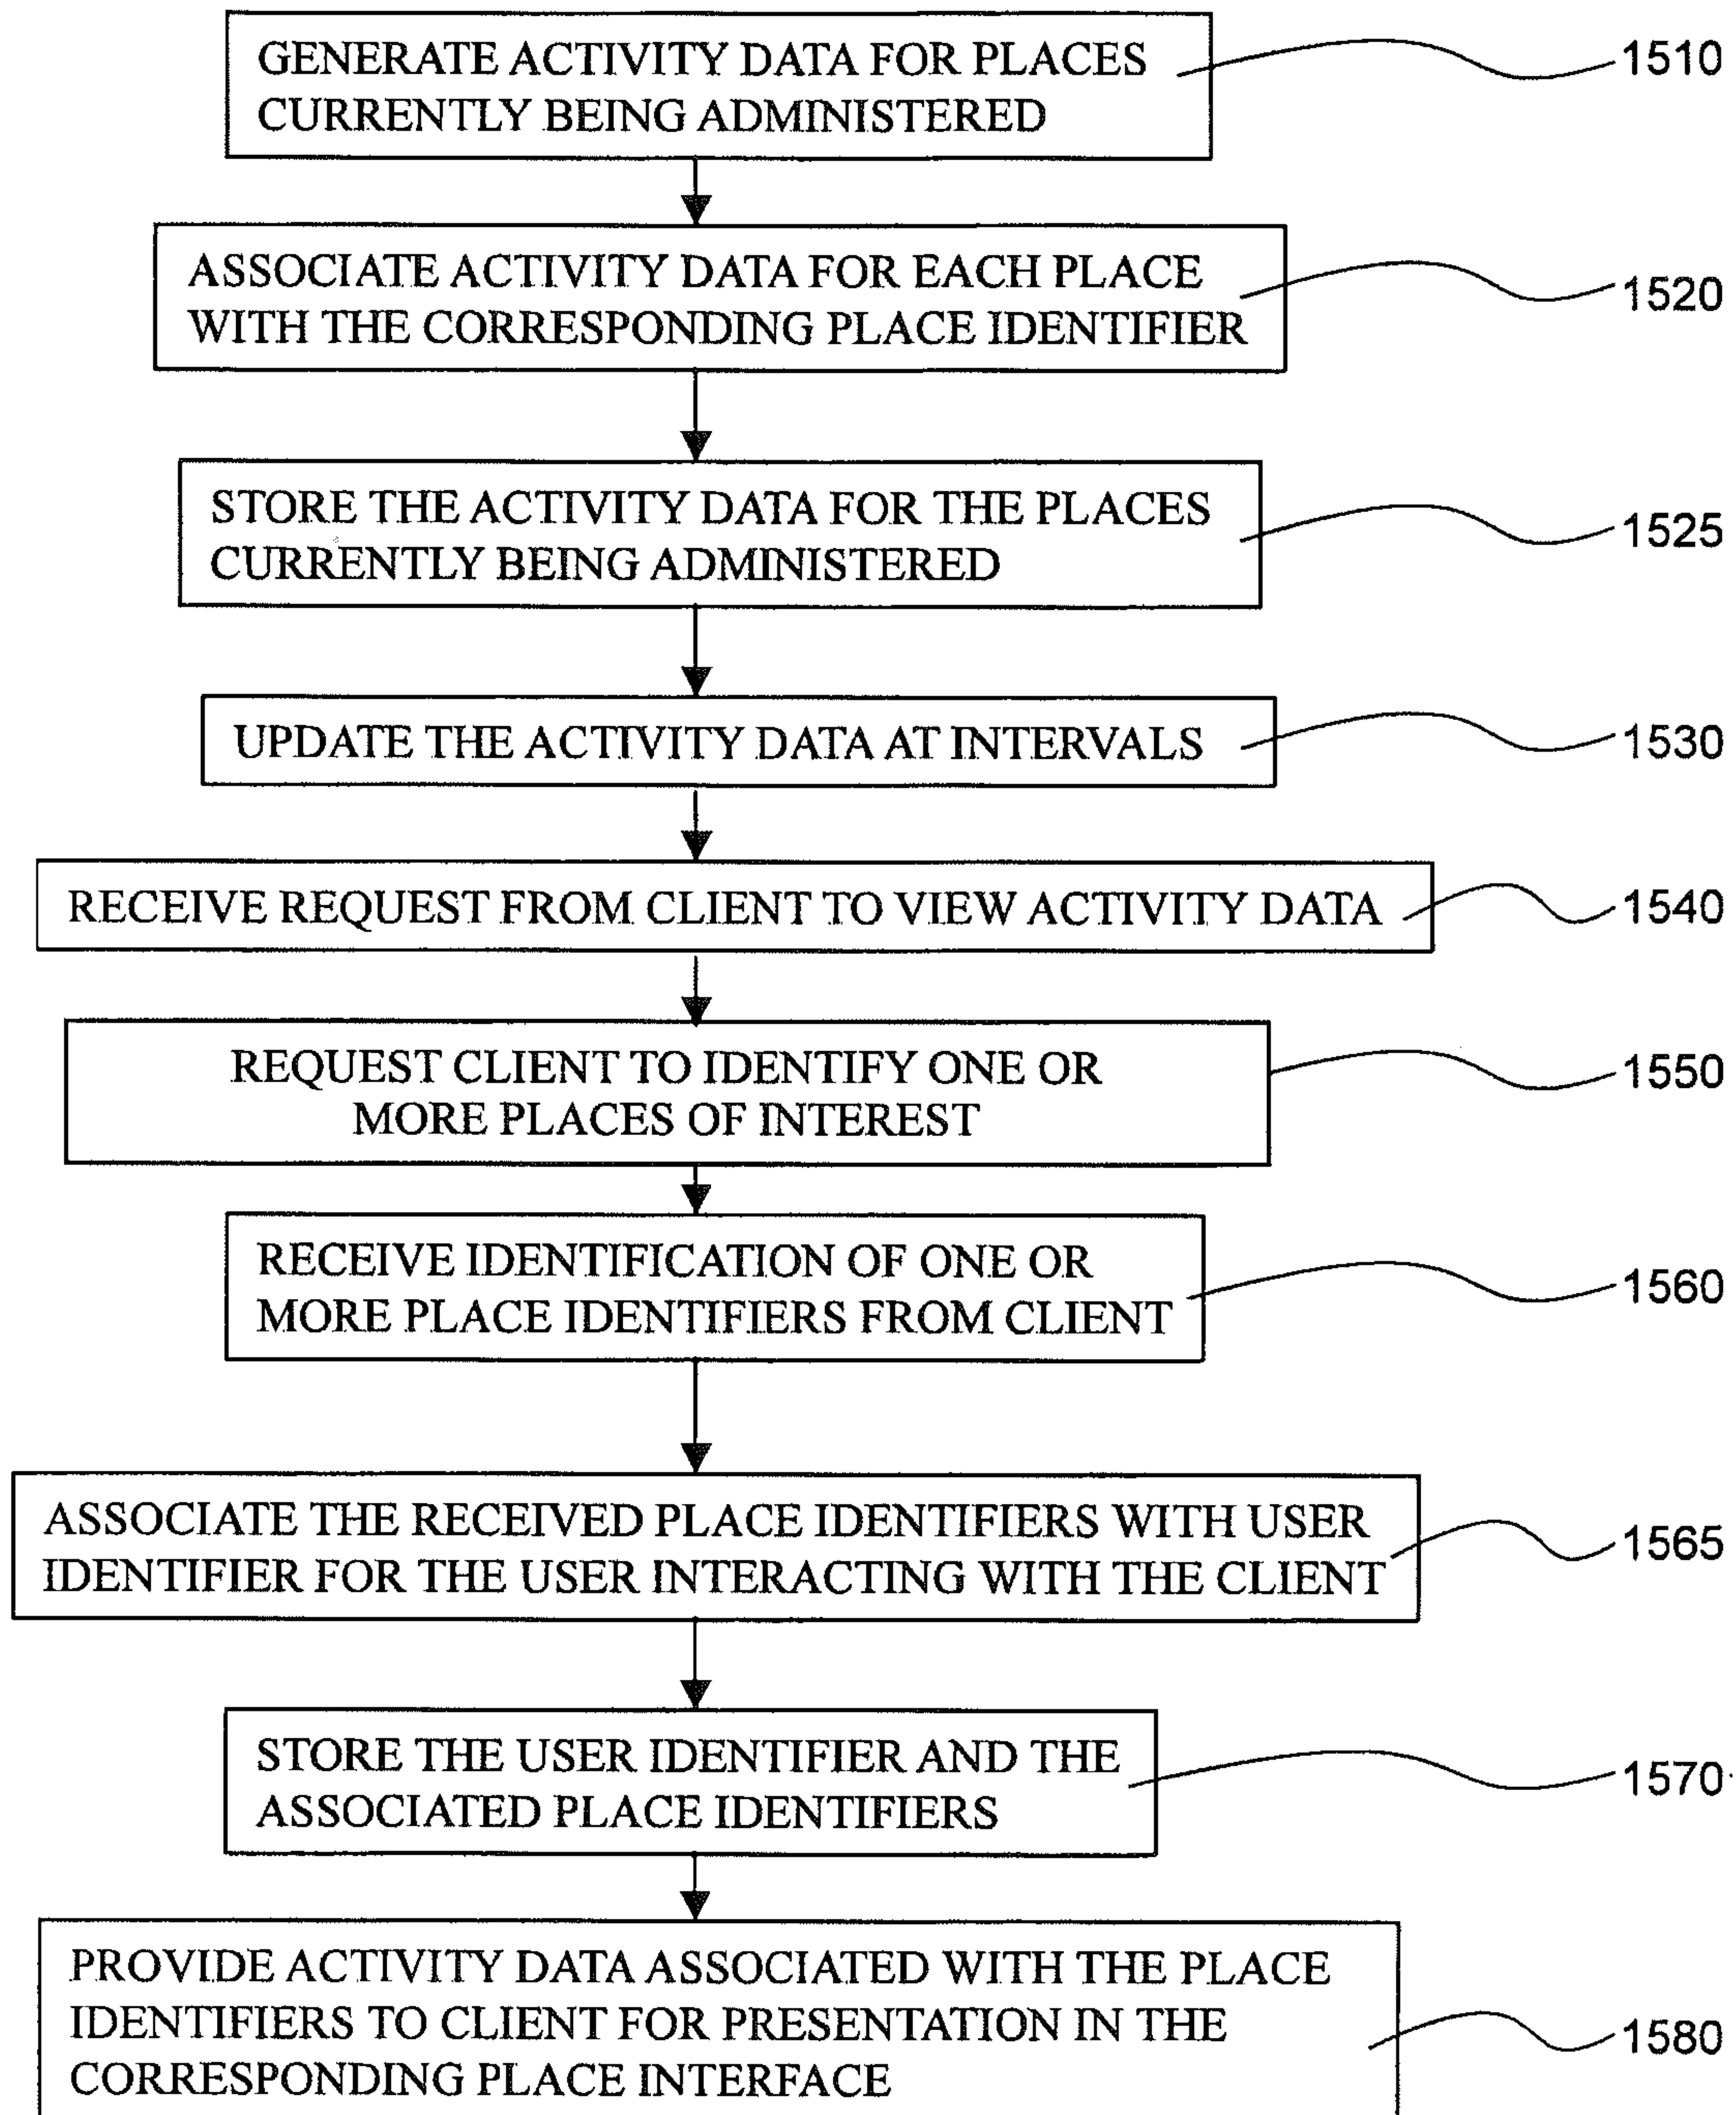 GENERATE ACTIVITY DATA FOR PLACES
CURRENTLY BEING ADMINISTERED
1510
ASSOCIATE ACTIVITY DATA FOR EACH PLACE
WITH THE CORRESPONDING PLACE IDENTIFIER
1520
STORE THE ACTIVITY DATA FOR THE PLACES
CURRENTLY BEING ADMINISTERED
1525
UPDATE THE ACTIVITY DATA AT INTERVALS
1530
RECEIVE REQUEST FROM CLIENT TO VIEW ACTIVITY DATA
1540
REQUEST CLIENT TO IDENTIFY ONE OR
MORE PLACES OF INTEREST
1550
RECEIVE IDENTIFICATION OF ONE OR
MORE PLACE IDENTIFIERS FROM CLIENT
1560
ASSOCIATE THE RECEIVED PLACE IDENTIFIERS WITH USER
IDENTIFIER FOR THE USER INTERACTING WITH THE CLIENT
1565
STORE THE USER IDENTIFIER AND THE
ASSOCIATED PLACE IDENTIFIERS
1570
PROVIDE ACTIVITY DATA ASSOCIATED WITH THE PLACE
IDENTIFIERS TO CLIENT FOR PRESENTATION IN THE
CORRESPONDING PLACE INTERFACE
1580